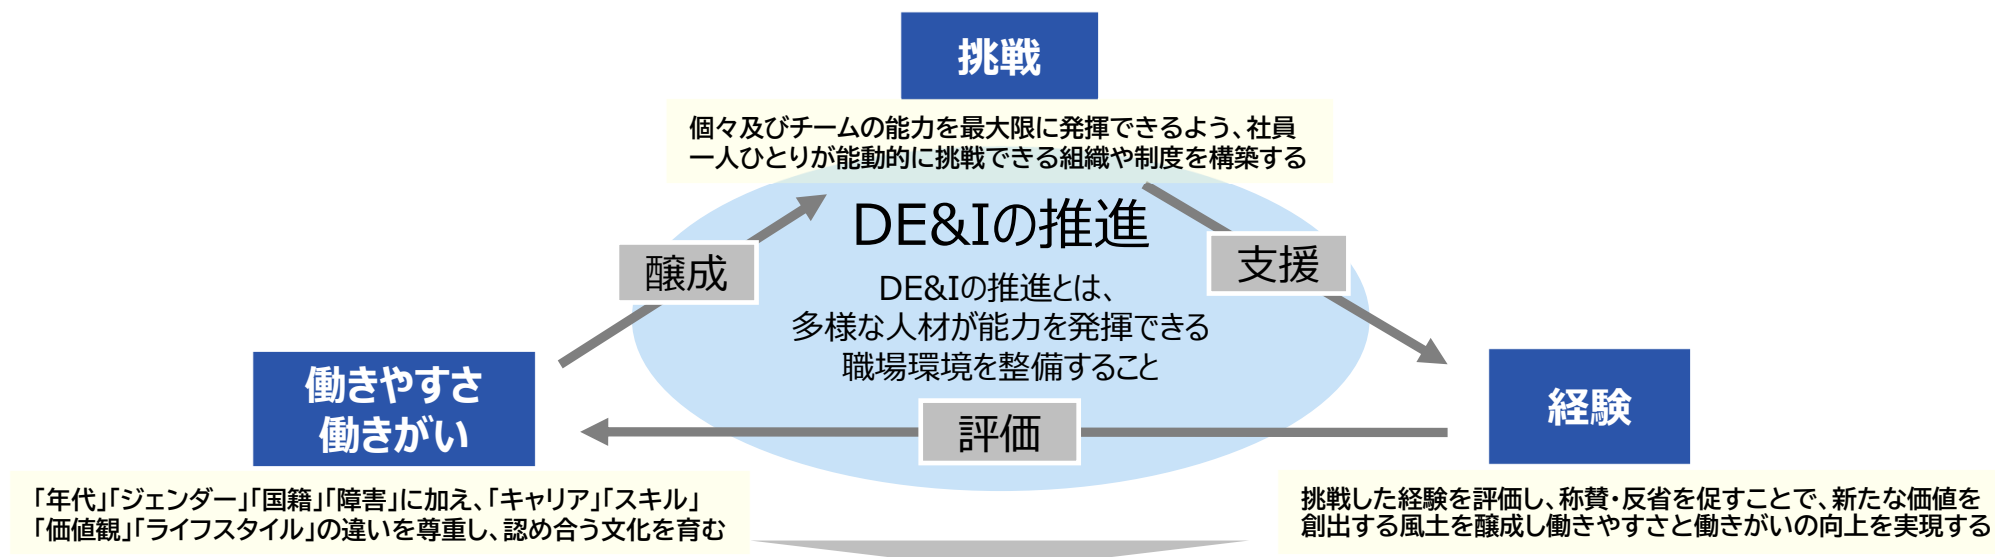 挑戦
個々及びチームの能力を最大限に発揮できるよう、社員
一人ひとりが能動的に挑戦できる組織や制度を構築する
DE&Iの推進
醸成
支援
DE&Iの推進とは、
多様な人材が能力を発揮できる
職場環境を整備すること
働きやすさ
働きがい
評価
経験
「年代」「ジェンダー」「国籍」「障害」に加え、「キャリア」「スキル」
「価値観」「ライフスタイル」の違いを尊重し、認め合う文化を育む
挑戦した経験を評価し、称賛・反省を促すことで、新たな価値を
創出する風土を醸成し働きやすさと働きがいの向上を実現する